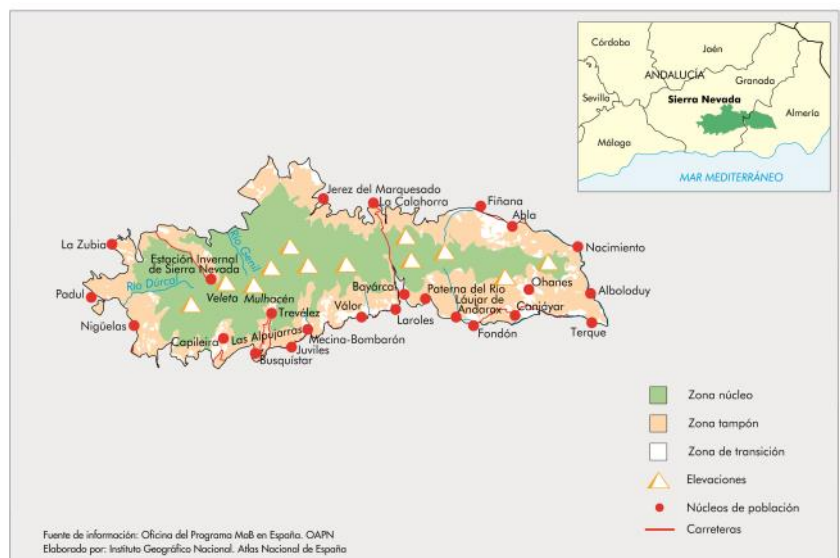 Córdoba
Jaén
ANDALUCÍA
Granada
Sevilla
Sierra Nevada
Almería
Málaga
MAR MEDITERRÁNEO
Jerez del Marquesado
La Calahorra
Fiñana
Abla
La Zubia
Río Genil
Nacimiento
Estación Invernal
de Sierra Nevada
Río Dúrcal
Padul
Veleta
Mulhacén
Bayárcal
Paterna del Río
Ohanes
Alboloduy
Nigüelas
Trevélez
Válor
Láujar de
Andarax
Canjáyar
Laroles
Capileira
Las Alpujarras
Mecina-Bombarón
Fondón
Terque
Juviles
Busquístar
Zona núcleo
Zona tampón
Zona de transición
Elevaciones
Núcleos de población
Carreteras
Fuente de información: Oficina del Programa MaB en España. OAPN
Elaborado por: Instituto Geográfico Nacional. Atlas Nacional de España